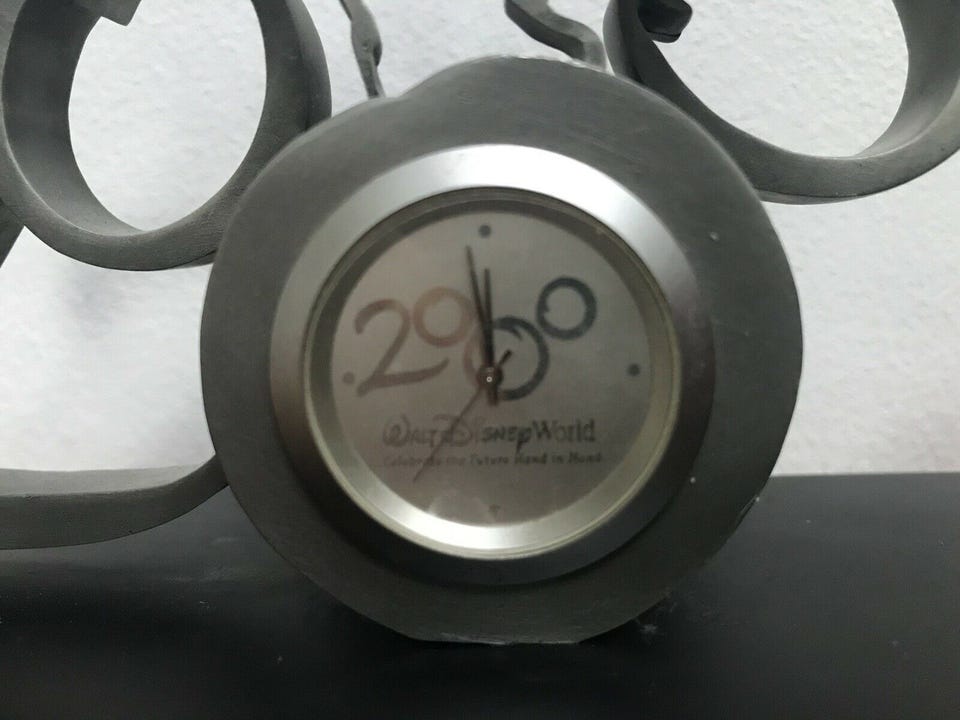 2000
Walt Disney World
Celebrate the Future Hand in Hand